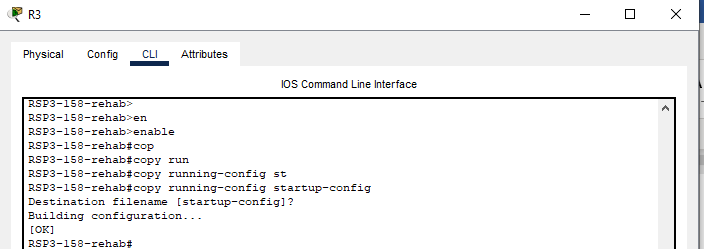 R3
Physical Config CLI Attributes
IOS Command Line Interface
RSP3-158-rehab>
RSP3-158-rehab>en
RSP3-158-rehab>enable
RSP3-158-rehab#cop
RSP3-158-rehab#copy run
RSP3-158-rehab#copy running-config st
RSP3-158-rehab#copy running-config startup-config
Destination filename [startup-config]?
Building configuration...
[OK]
RSP3-158-rehab#